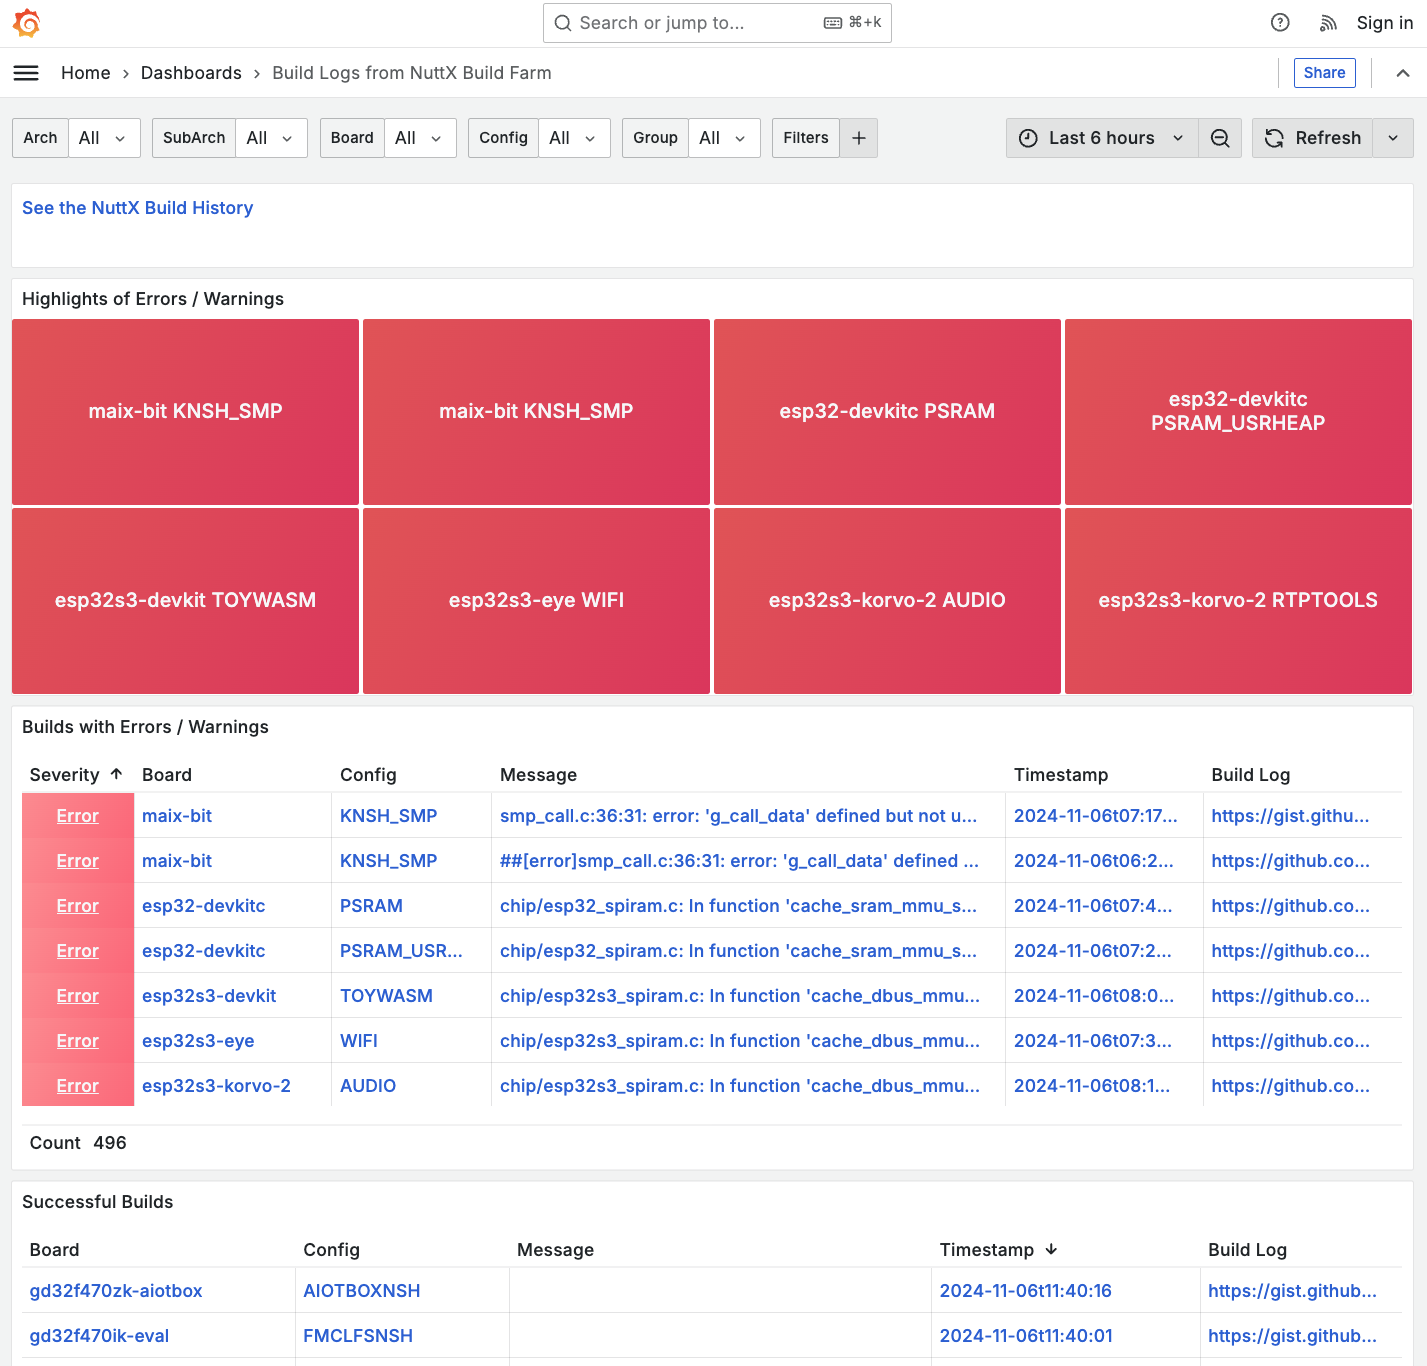 Search or jump to... ⌘+k Sign in
Home › Dashboards › Build Logs from NuttX Build Farm Share
Arch All SubArch All Board All Config All Group All Filters + Last 6 hours Refresh
See the NuttX Build History
Highlights of Errors / Warnings
maix-bit KNSH_SMP
maix-bit KNSH_SMP
esp32-devkitc PSRAM
esp32-devkitc
PSRAM_USRHEAP
esp32s3-devkit TOYWASM
esp32s3-eye WIFI
esp32s3-korvo-2 AUDIO
esp32s3-korvo-2 RTPTOOLS
Builds with Errors / Warnings
Severity ↑ Board Config Message Timestamp Build Log
Error maix-bit KNSH_SMP smp_call.c:36:31: error: 'g_call_data' defined but not u... 2024-11-06t07:17... https://gist.githu...
Error maix-bit KNSH_SMP ##[error]smp_call.c:36:31: error: 'g_call_data' defined ... 2024-11-06t06:2... https://github.co...
Error esp32-devkitc PSRAM chip/esp32_spiram.c: In function 'cache_sram_mmu_s... 2024-11-06t07:4... https://github.co...
Error esp32-devkitc PSRAM_USR... chip/esp32_spiram.c: In function 'cache_sram_mmu_s... 2024-11-06t07:2... https://github.co...
Error esp32s3-devkit TOYWASM chip/esp32s3_spiram.c: In function 'cache_dbus_mmu... 2024-11-06t08:0... https://github.co...
Error esp32s3-eye WIFI chip/esp32s3_spiram.c: In function 'cache_dbus_mmu... 2024-11-06t07:3... https://github.co...
Error esp32s3-korvo-2 AUDIO chip/esp32s3_spiram.c: In function 'cache_dbus_mmu... 2024-11-06t08:1... https://github.co...
Count 496
Successful Builds
Board Config Message Timestamp ↓ Build Log
gd32f470zk-aiotbox AIOTBOXNSH 2024-11-06t11:40:16 https://gist.github...
gd32f470ik-eval FMCLFSNSH 2024-11-06t11:40:01 https://gist.github...